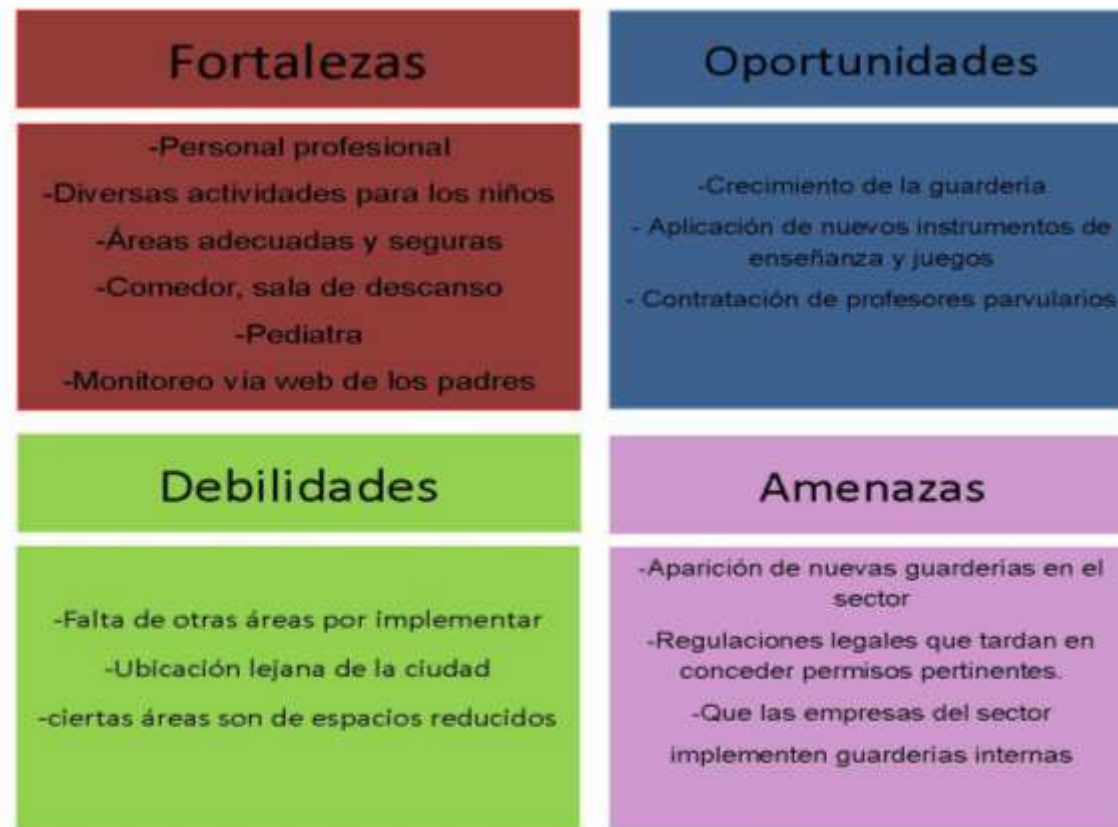 Fortalezas
-Personal profesional
-Diversas actividades para los niños
-Áreas adecuadas y seguras
-Comedor, sala de descanso
-Pediatra
-Monitoreo vía web de los padres
Oportunidades
-Crecimiento de la guardería
- Aplicación de nuevos instrumentos de
enseñanza y juegos
- Contratación de profesores parvularios
Debilidades
-Falta de otras áreas por implementar
-Ubicación lejana de la ciudad
-ciertas áreas son de espacios reducidos
Amenazas
-Aparición de nuevas guarderías en el
sector
-Regulaciones legales que tardan en
conceder permisos pertinentes.
-Que las empresas del sector
implementen guarderías internas